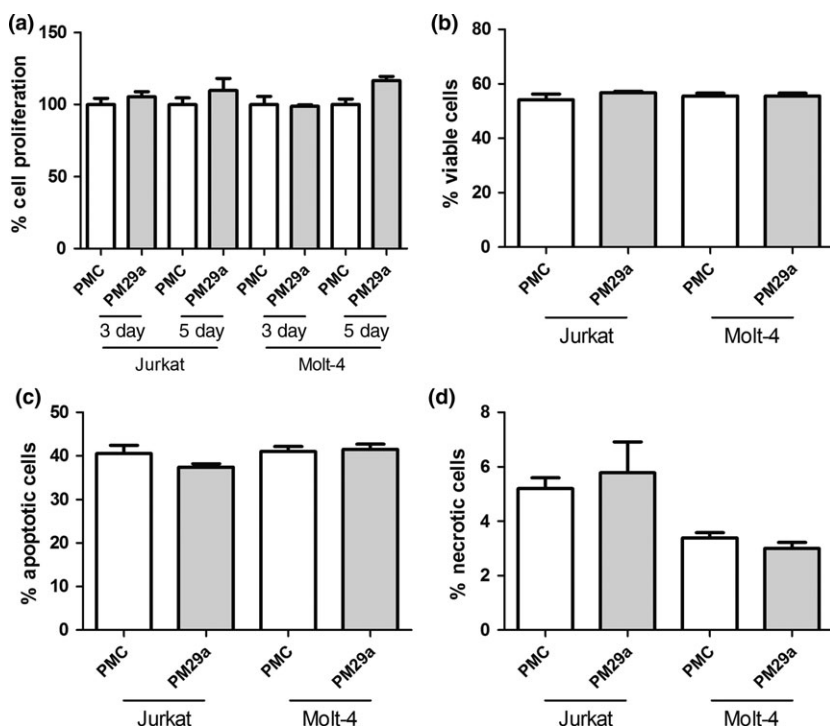 (a)
% cell proliferation
150
100
50
0
PMC PM29a PMC PM29a PMC PM29a PMC PM29a
3 day 5 day 3 day 5 day
Jurkat Molt-4
(b)
% viable cells
80
60
40
20
0
PMC PM29a PMC PM29a
Jurkat Molt-4
(c)
% apoptotic cells
50
40
30
20
10
0
PMC PM29a PMC PM29a
Jurkat Molt-4
(d)
% necrotic cells
8
6
4
2
0
PMC PM29a PMC PM29a
Jurkat Molt-4